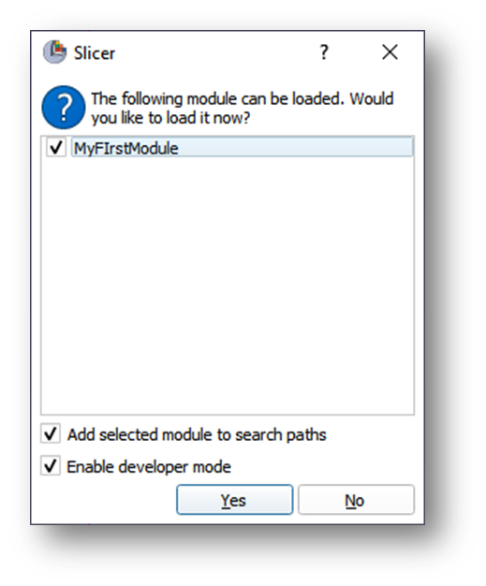 Slicer
?
The following module can be loaded. Would
you like to load it now?
MyFIrstModule
Add selected module to search paths
Enable developer mode
Yes No